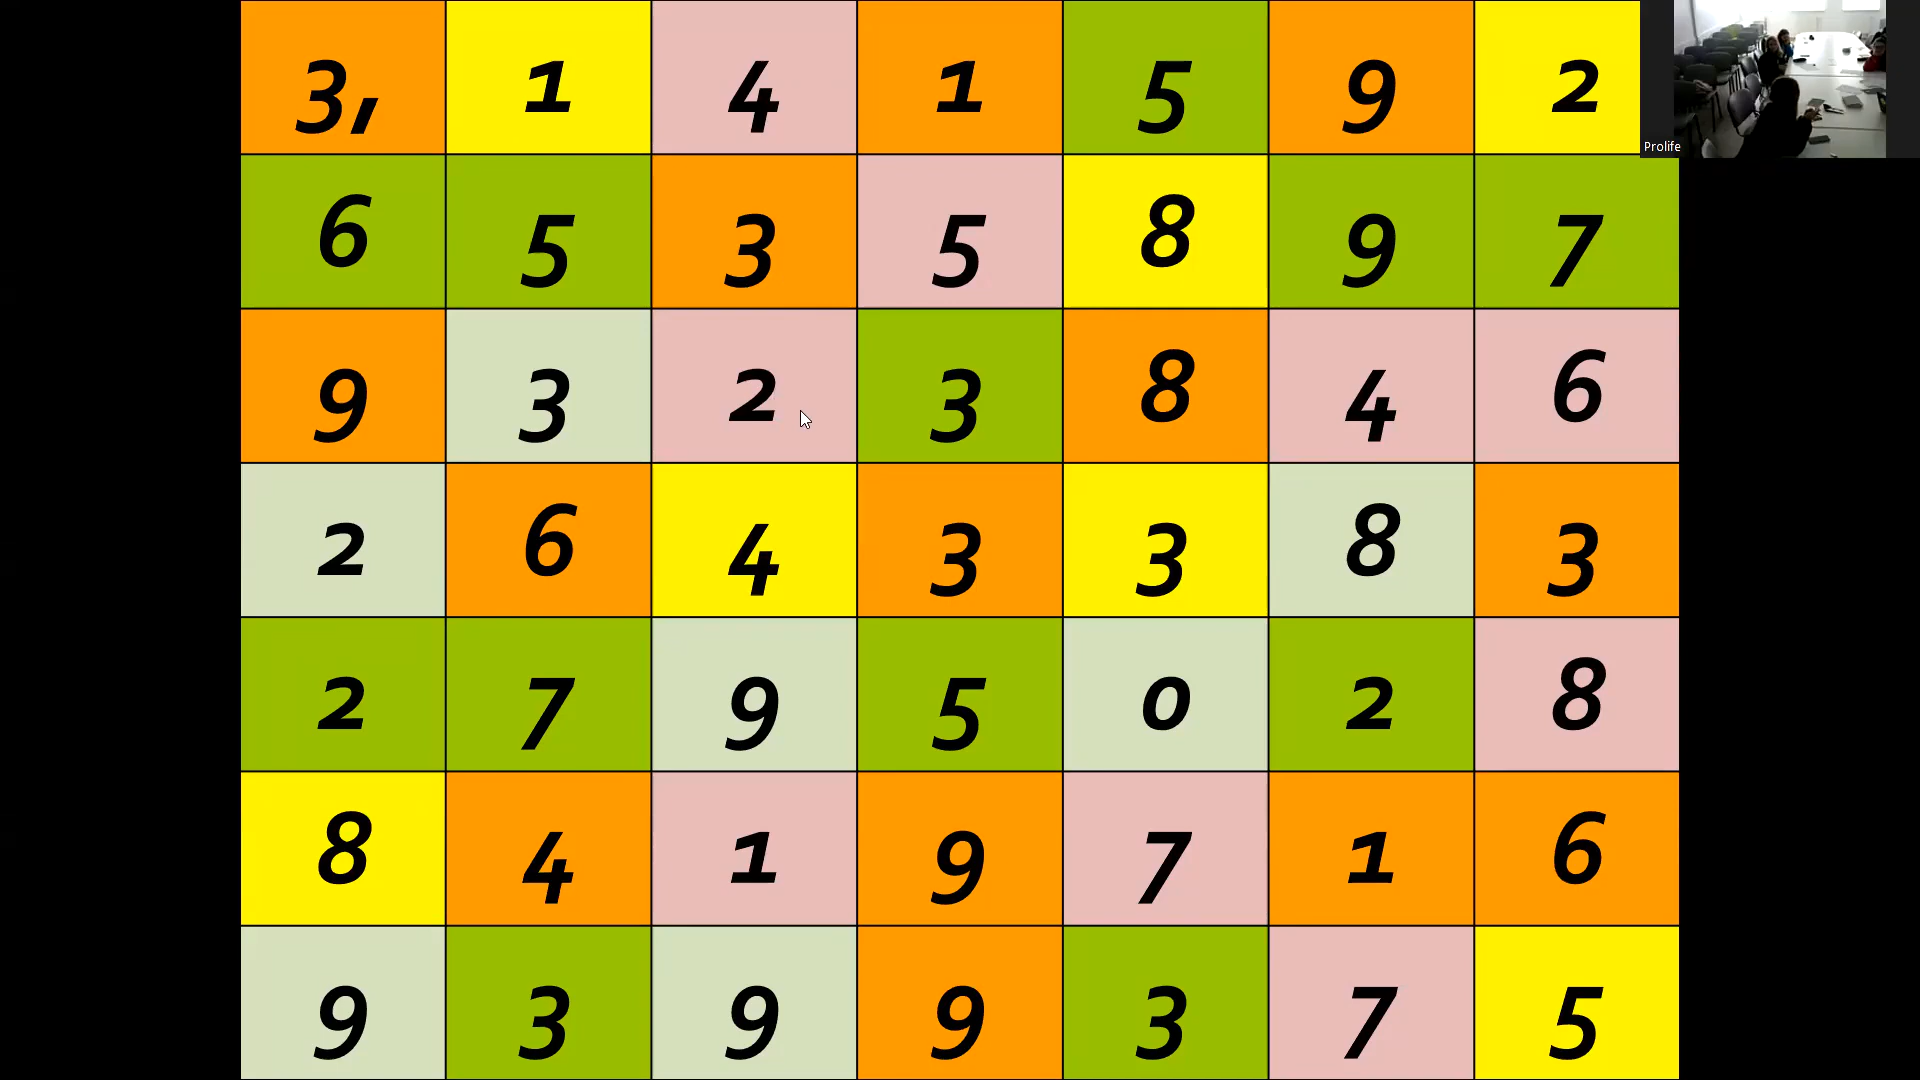 3, 1 4 1 5 9 2
Prolife
6 5 3 5 8 9 7
9 3 2 3 8 4 6
2 6 4 3 3 8 3
2 7 9 5 0 2 8
8 4 1 9 7 1 6
9 3 9 9 3 7 5